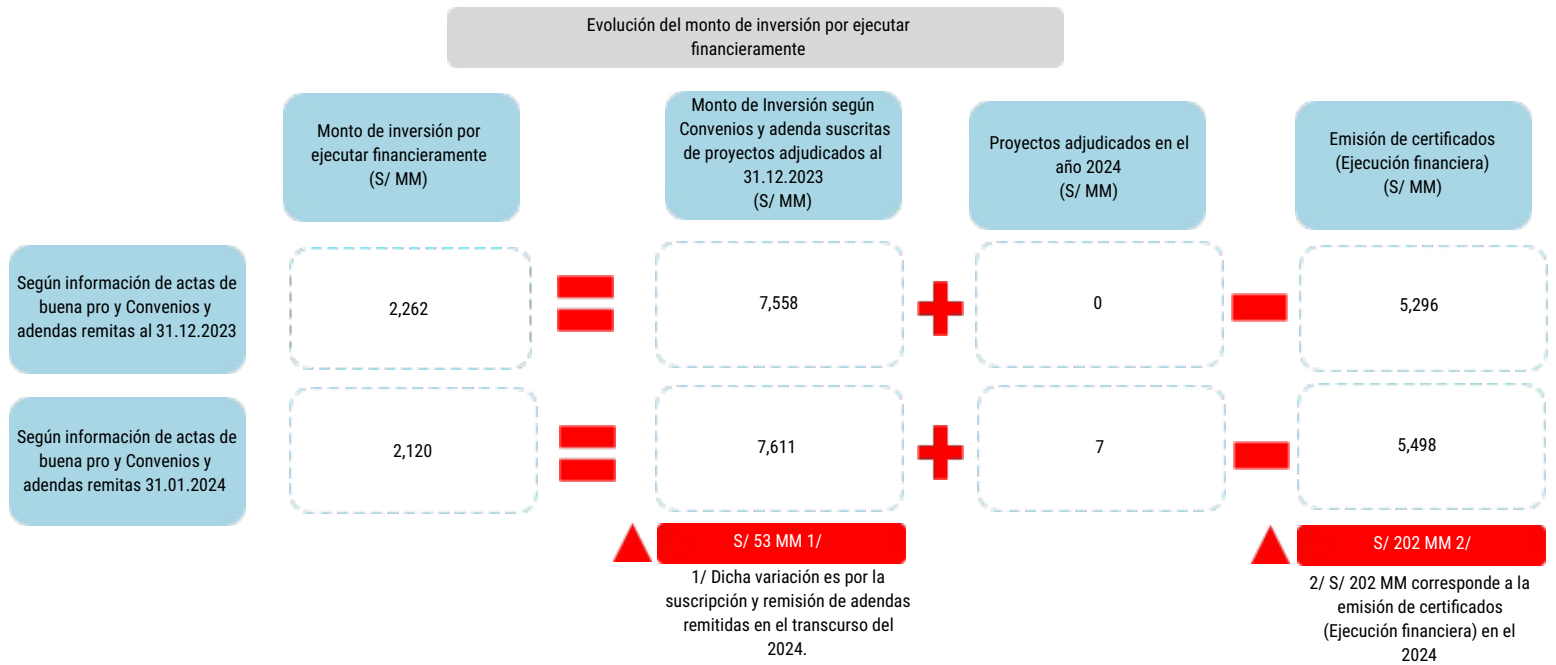 Evolución del monto de inversión por ejecutar
financieramente
Monto de inversión por
ejecutar financieramente
(S/ MM)
Monto de Inversión según
Convenios y adenda suscritas
de proyectos adjudicados al
31.12.2023
(S/ MM)
Proyectos adjudicados en el
año 2024
(S/ MM)
Emisión de certificados
(Ejecución financiera)
(S/ MM)
Según información de actas de
buena pro y Convenios y
adendas remitas al 31.12.2023
2,262
7,558
0
5,296
Según información de actas de
buena pro y Convenios y
adendas remitas 31.01.2024
2,120
7,611
7
5,498
S/ 53 MM 1/
1/ Dicha variación es por la
suscripción y remisión de adendas
remitidas en el transcurso del
2024.
S/ 202 MM 2/
2/ S/ 202 MM corresponde a la
emisión de certificados
(Ejecución financiera) en el
2024